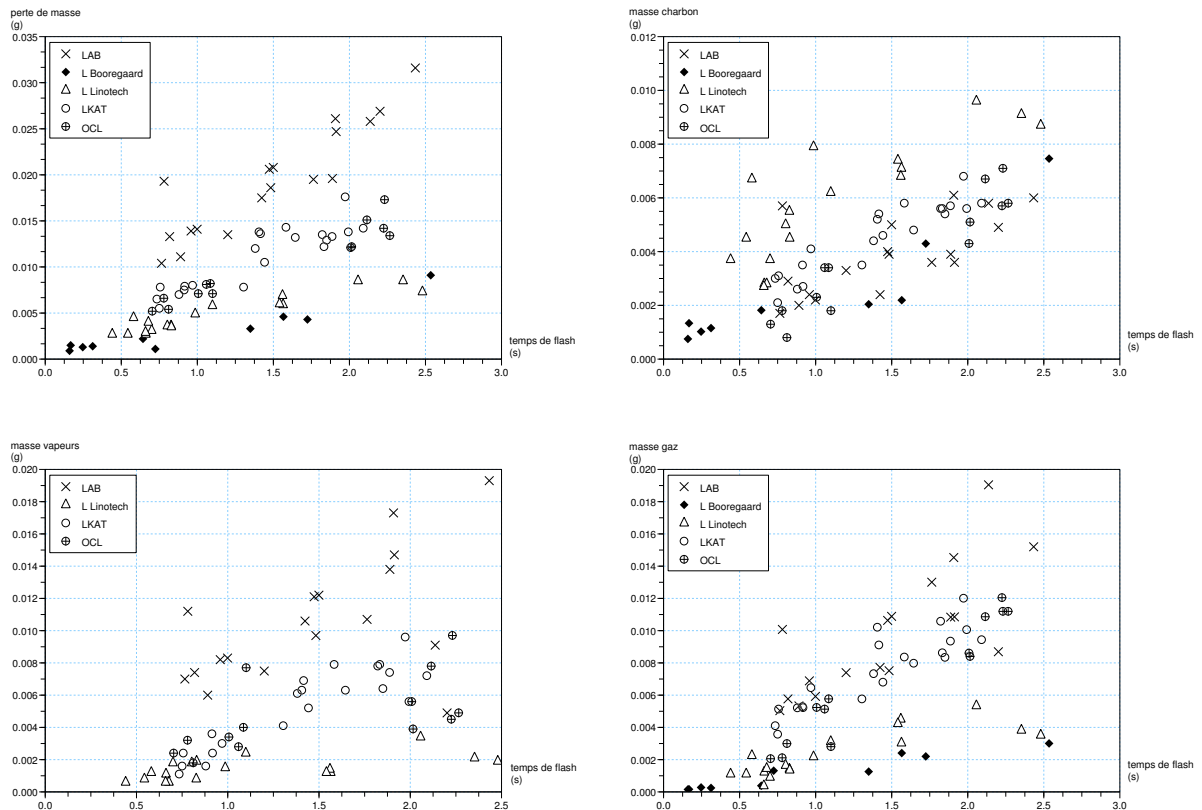 perte de masse
(g)
0.035
0.030
0.025
0.020
0.015
0.010
0.005
0.000
0.0 0.5 1.0 1.5 2.0 2.5 3.0
temps de flash
(s)
LAB
L Booregaard
L Linotech
LKAT
OCL
masse charbon
(g)
0.012
0.010
0.008
0.006
0.004
0.002
0.000
0.0 0.5 1.0 1.5 2.0 2.5 3.0
temps de flash
(s)
LAB
L Booregaard
L Linotech
LKAT
OCL
masse vapeurs
(g)
0.020
0.018
0.016
0.014
0.012
0.010
0.008
0.006
0.004
0.002
0.000
0.0 0.5 1.0 1.5 2.0 2.5
temps de flash
(s)
LAB
L Linotech
LKAT
OCL
masse gaz
(g)
0.020
0.018
0.016
0.014
0.012
0.010
0.008
0.006
0.004
0.002
0.000
0.0 0.5 1.0 1.5 2.0 2.5 3.0
temps de flash
(s)
LAB
L Booregaard
L Linotech
LKAT
OCL